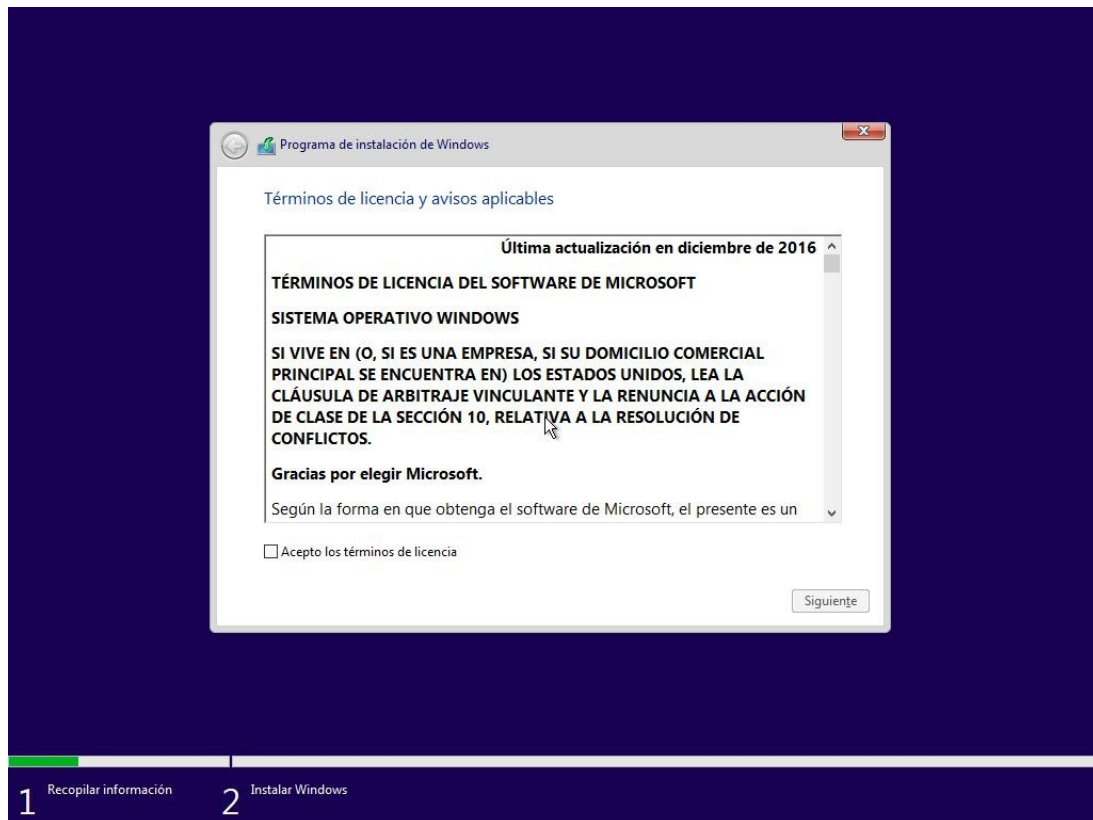 Programa de instalación de Windows
Términos de licencia y avisos aplicables
Última actualización en diciembre de 2016
TÉRMINOS DE LICENCIA DEL SOFTWARE DE MICROSOFT
SISTEMA OPERATIVO WINDOWS
SI VIVE EN (O, SI ES UNA EMPRESA, SI SU DOMICILIO COMERCIAL
PRINCIPAL SE ENCUENTRA EN) LOS ESTADOS UNIDOS, LEA LA
CLÁUSULA DE ARBITRAJE VINCULANTE Y LA RENUNCIA A LA ACCIÓN
DE CLASE DE LA SECCIÓN 10, RELATIVA A LA RESOLUCIÓN DE
CONFLICTOS.
Gracias por elegir Microsoft.
Según la forma en que obtenga el software de Microsoft, el presente es un
Acepto los términos de licencia
Siguiente
1 Recopilar información
2 Instalar Windows